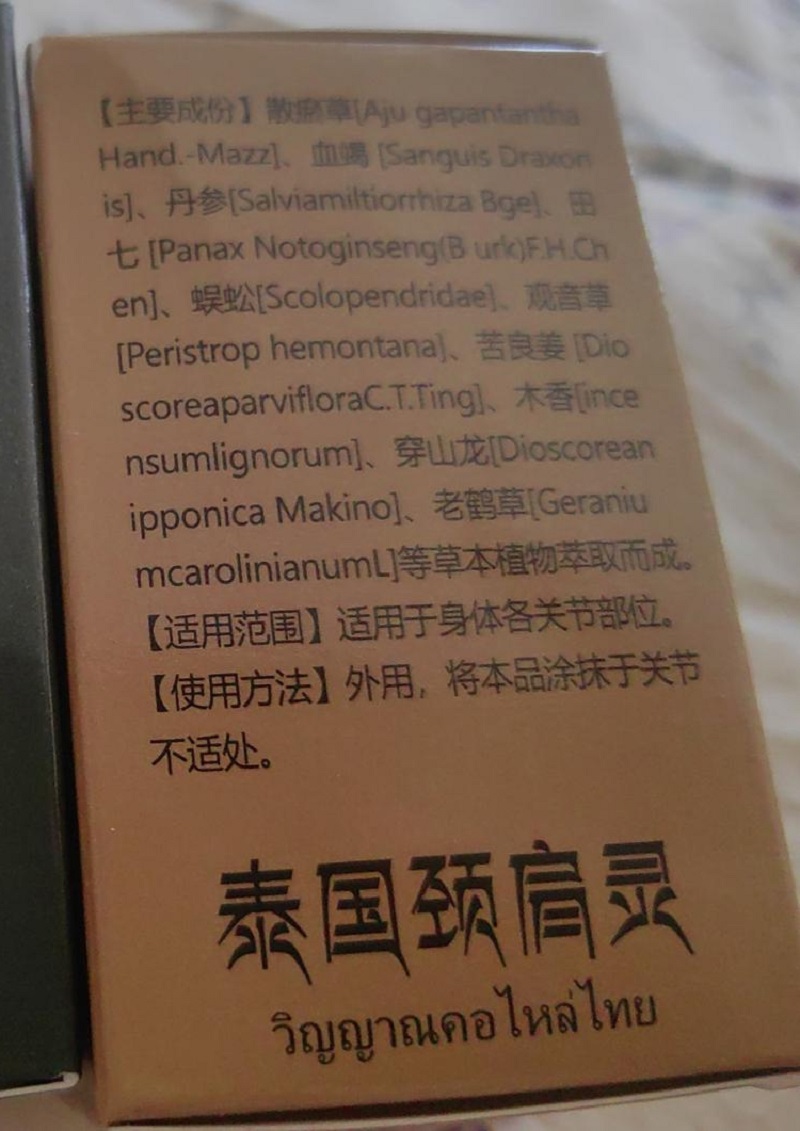 【主要成份】散瘀草[Aju gapantantha
Hand.-Mazz]、血竭 [Sanguis Draxon
is]、丹参[Salviamiltiorrhiza Bge]、田
七 [Panax Notoginseng(B urk)F.H.Ch
en]、蜈蚣[Scolopendridae]、观音草
[Peristrop hemontana]、苦良姜 [Dio
scoreaparvifloraC.T.Ting]、木香[ince
nsumlignorum]、穿山龙[Dioscorean
ipponica Makino]、老鹤草[Geraniu
mcarolinianumL]等草本植物萃取而成。
【适用范围】适用于身体各关节部位。
【使用方法】外用，将本品涂抹于关节
不适处。
泰国颈肩灵
วิญญาณคอไหล่ไทย